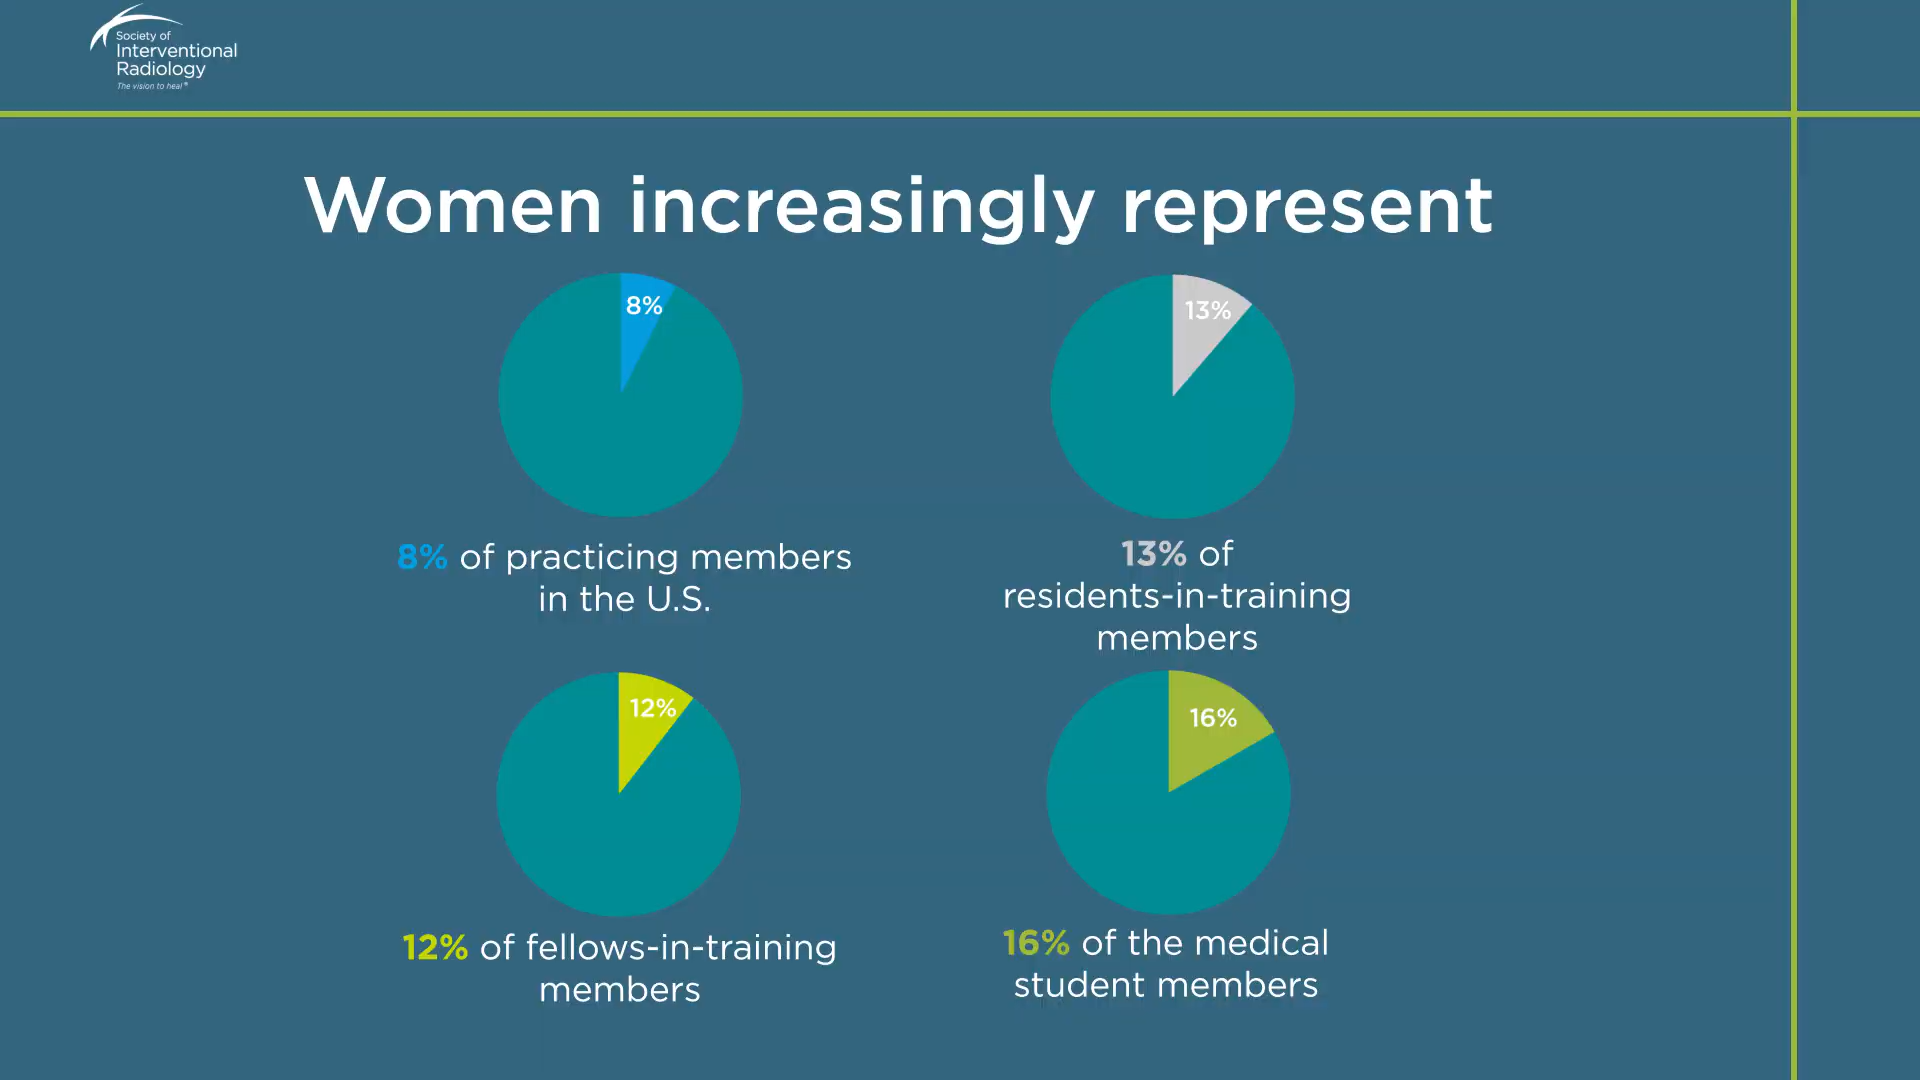 Society of
Interventional
Radiology
The vision to heal®
Women increasingly represent
8%
8% of practicing members
in the U.S.
13%
13% of
residents-in-training
members
12%
12% of fellows-in-training
members
16%
16% of the medical
student members